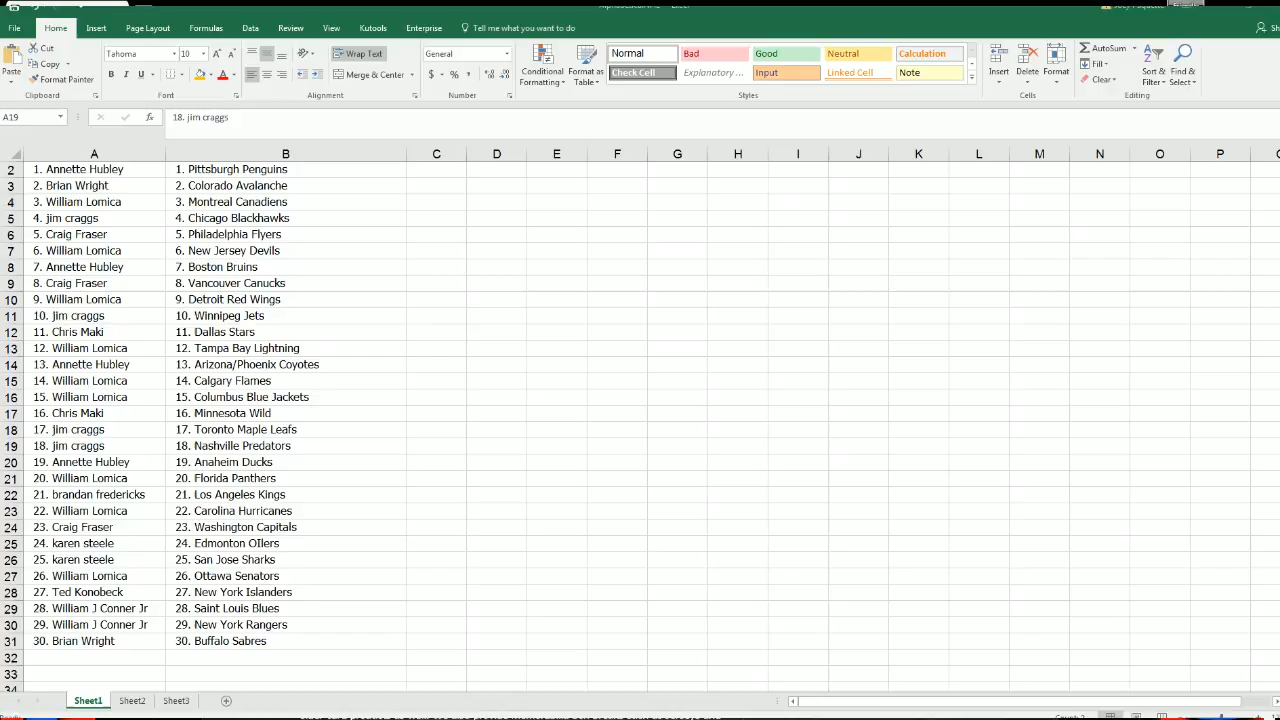 File Home Insert Page Layout Formulas Data Review View Kutools Enterprise Tell me what you want to do
Cut Tahoma 10 Wrap Text General Normal Bad Good Neutral Calculation AutoSum
Copy Paste Format Painter Merge & Center Conditional Formatting Format as Table Check Cell Explanatory ... Input Linked Cell Note Insert Delete Format Fill Clear Sort & Filter Find & Select
Clipboard Font Alignment Number Styles Cells Editing
A19 18. jim craggs
A B C D E F G H I J K L M N O P
2 1. Annette Hubley 1. Pittsburgh Penguins
3 2. Brian Wright 2. Colorado Avalanche
4 3. William Lomica 3. Montreal Canadiens
5 4. jim craggs 4. Chicago Blackhawks
6 5. Craig Fraser 5. Philadelphia Flyers
7 6. William Lomica 6. New Jersey Devils
8 7. Annette Hubley 7. Boston Bruins
9 8. Craig Fraser 8. Vancouver Canucks
10 9. William Lomica 9. Detroit Red Wings
11 10. jim craggs 10. Winnipeg Jets
12 11. Chris Maki 11. Dallas Stars
13 12. William Lomica 12. Tampa Bay Lightning
14 13. Annette Hubley 13. Arizona/Phoenix Coyotes
15 14. William Lomica 14. Calgary Flames
16 15. William Lomica 15. Columbus Blue Jackets
17 16. Chris Maki 16. Minnesota Wild
18 17. jim craggs 17. Toronto Maple Leafs
19 18. jim craggs 18. Nashville Predators
20 19. Annette Hubley 19. Anaheim Ducks
21 20. William Lomica 20. Florida Panthers
22 21. brandan fredericks 21. Los Angeles Kings
23 22. William Lomica 22. Carolina Hurricanes
24 23. Craig Fraser 23. Washington Capitals
25 24. karen steele 24. Edmonton OIlers
26 25. karen steele 25. San Jose Sharks
27 26. William Lomica 26. Ottawa Senators
28 27. Ted Konobeck 27. New York Islanders
29 28. William J Conner Jr 28. Saint Louis Blues
30 29. William J Conner Jr 29. New York Rangers
31 30. Brian Wright 30. Buffalo Sabres
32
33
34
Sheet1 Sheet2 Sheet3